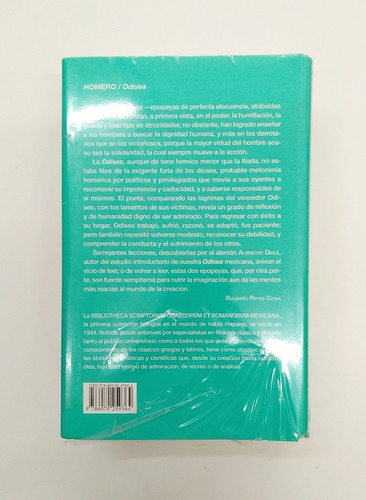 HOMERO / Odisea
—epopeyas de perfecta elocuencia, atribuidas
a primera vista, en el poder, la humillación, la
y todo tipo de atrocidades; no obstante, han logrado enseñar
a los hombres a buscar la dignidad humana, y más en los derrota-
dos que en los victoriosos, porque la mayor virtud del hombre aca-
so sea la solidaridad, la cual siempre mueve a la acción.
La Odisea, aunque de tono heroico menor que la Ilíada, no es-
taba libre de la exigente furia de los dioses, probable metonimia
homérica por políticos y privilegiados que movía a sus oyentes a
reconocer su impotencia y caducidad, y a saberse responsables de
sí mismos. El poeta, comparando las lágrimas del vencedor Odi-
seo, con los lamentos de sus víctimas, revela un grado de reflexión
y de humanidad digno de ser admirado. Para regresar con éxito a
su hogar, Odiseo trabajó, sufrió, razonó, se adaptó, fue paciente;
pero también necesitó volverse modesto, reconocer su debilidad, y
comprender la conducta y el sufrimiento de los otros.
Semejantes lecciones, descubiertas por el alemán ALBRECHT DIHLE,
autor del estudio introductorio de nuestra Odisea mexicana, avivan el
vicio de leer, o de volver a leer, estas dos epopeyas, que, por otra par-
te, son fuente sempiterna para nutrir la imaginación aun de las mentes
más reacias al mundo de la creación.
BULMARO REYES CORIA
La BIBLIOTHECA SCRIPTORVM GRAECORVM ET ROMANORVM MEXICANA,
la primera colección bilingüe en el mundo de habla hispana, se inició en
1944. Nutrida desde entonces por especialistas en filología clásica y
tanto al público universitario como a todos los que
conocimiento de los clásicos griegos y latinos, tiene como objetivo
las obras y científicas que, desde su creación hasta
días, han motivo de admiración, de recreo o de análisis.